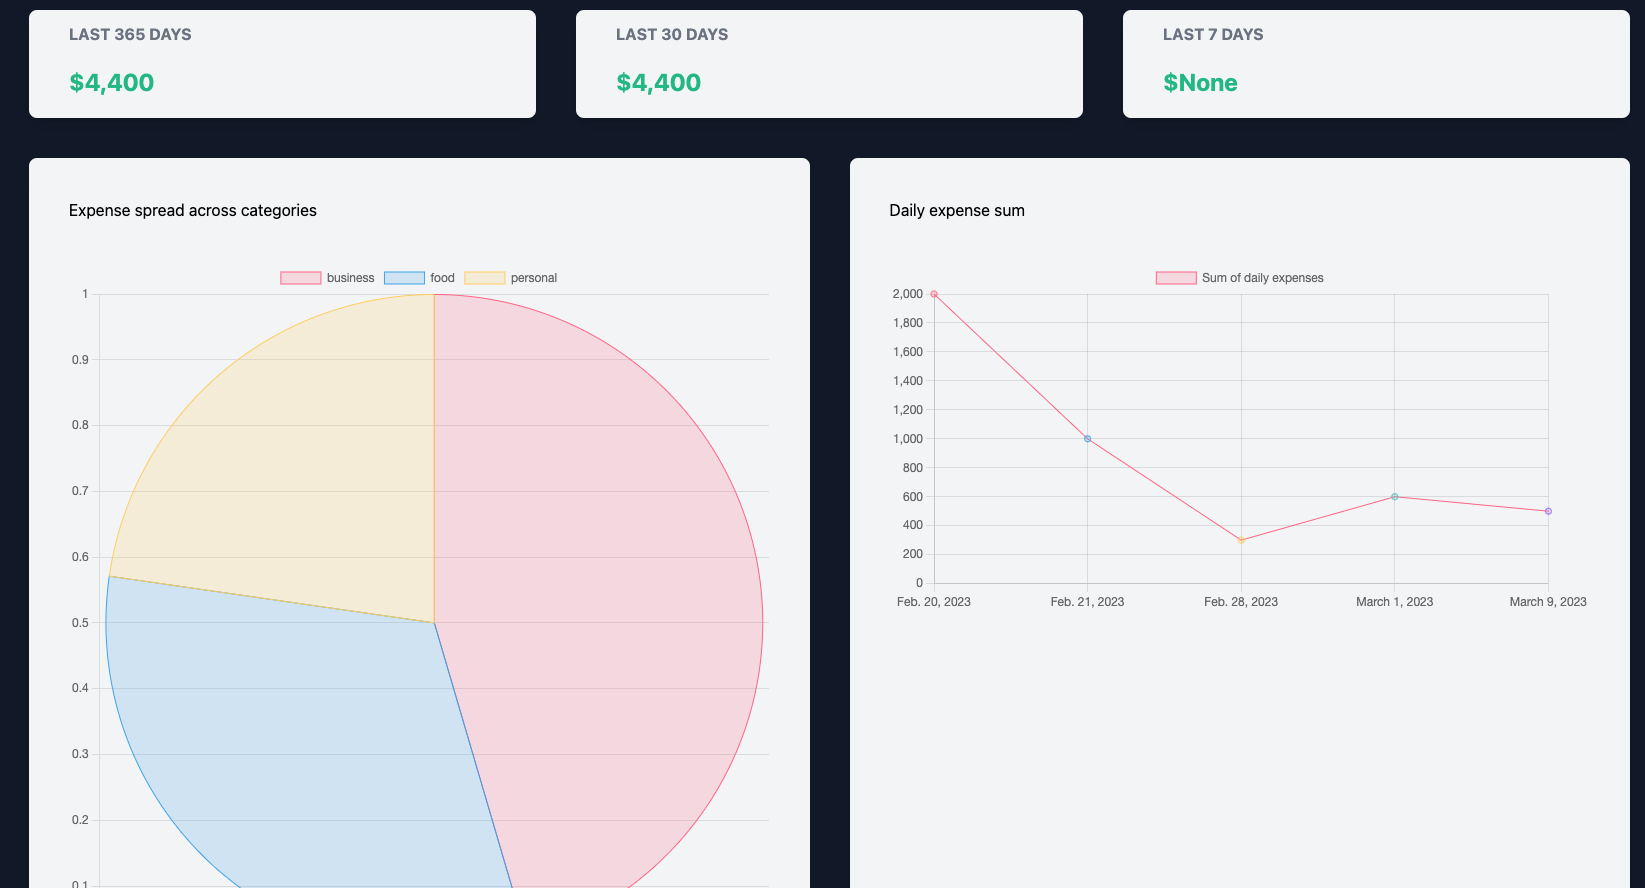 LAST 365 DAYS
$4,400
LAST 30 DAYS
$4,400
LAST 7 DAYS
$None
Expense spread across categories
business food personal
1
0.9
0.8
0.7
0.6
0.5
0.4
0.3
0.2
0.1
Daily expense sum
Sum of daily expenses
2,000
1,800
1,600
1,400
1,200
1,000
800
600
400
200
0
Feb. 20, 2023 Feb. 21, 2023 Feb. 28, 2023 March 1, 2023 March 9, 2023